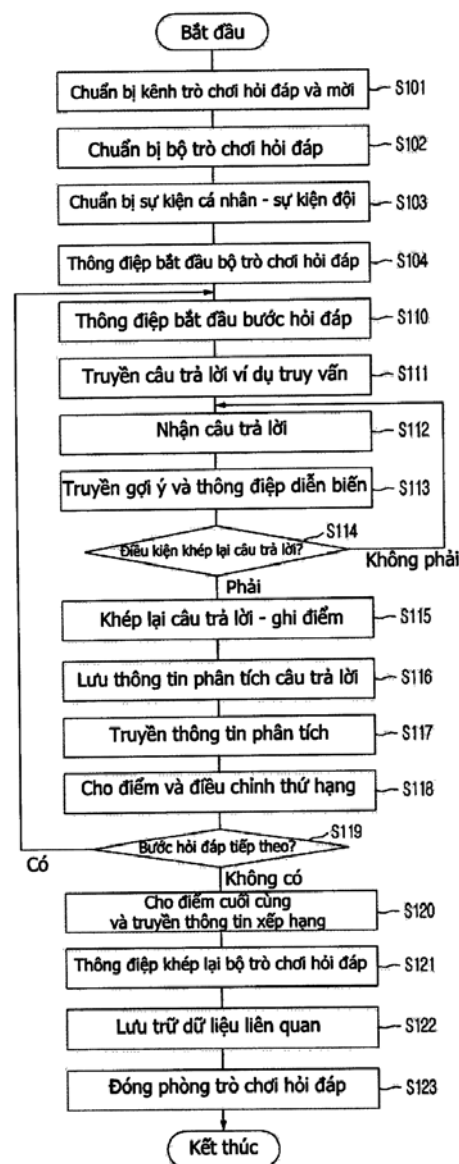 Bắt đầu
Chuẩn bị kênh trò chơi hỏi đáp và mời S101
Chuẩn bị bộ trò chơi hỏi đáp S102
Chuẩn bị sự kiện cá nhân - sự kiện đội S103
Thông điệp bắt đầu bộ trò chơi hỏi đáp S104
Thông điệp bắt đầu bước hỏi đáp S110
Truyền câu trả lời ví dụ truy vấn S111
Nhận câu trả lời S112
Truyền gợi ý và thông điệp diễn biến S113
Điều kiện khép lại câu trả lời? S114
Không phải
Phải
Khép lại câu trả lời - ghi điểm S115
Lưu thông tin phân tích câu trả lời S116
Truyền thông tin phân tích S117
Cho điểm và điều chỉnh thứ hạng S118
Bước hỏi đáp tiếp theo? S119
Có
Không có
Cho điểm cuối cùng
và truyền thông tin xếp hạng S120
Thông điệp khép lại bộ trò chơi hỏi đáp S121
Lưu trữ dữ liệu liên quan S122
Đóng phòng trò chơi hỏi đáp S123
Kết thúc